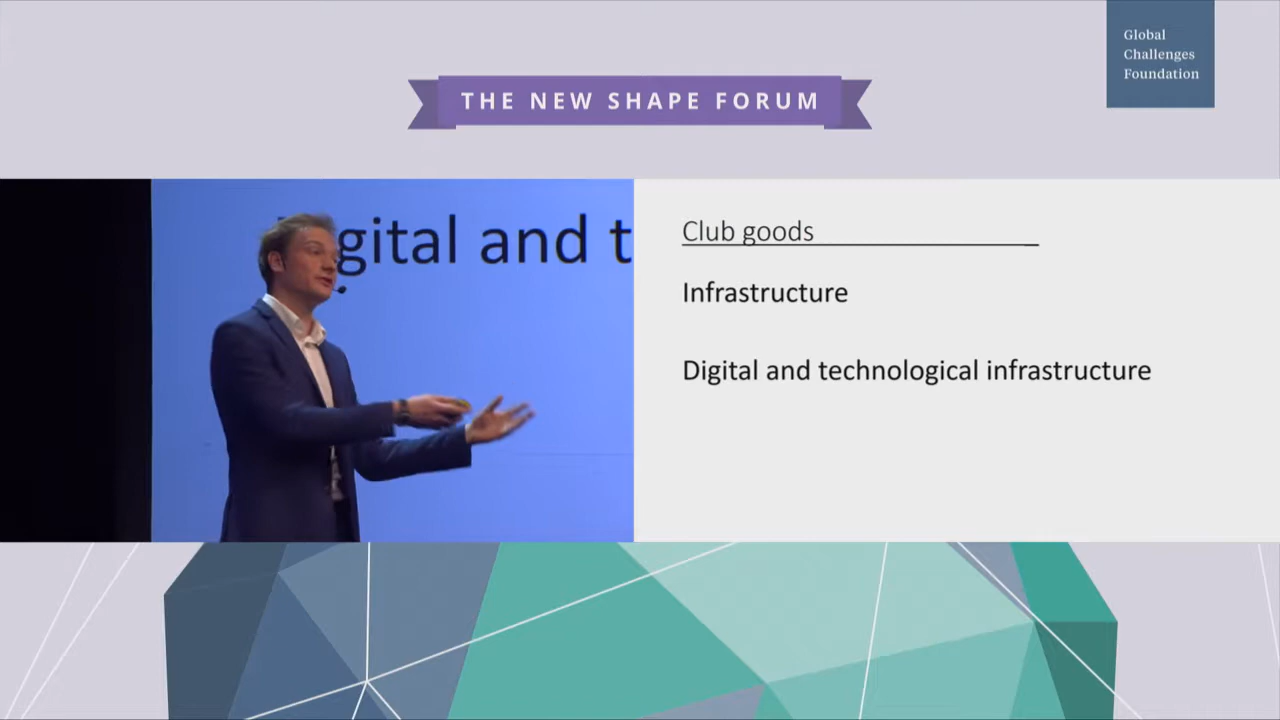 Global
Challenges
Foundation
THE NEW SHAPE FORUM
gital and t
Club goods
Infrastructure
Digital and technological infrastructure